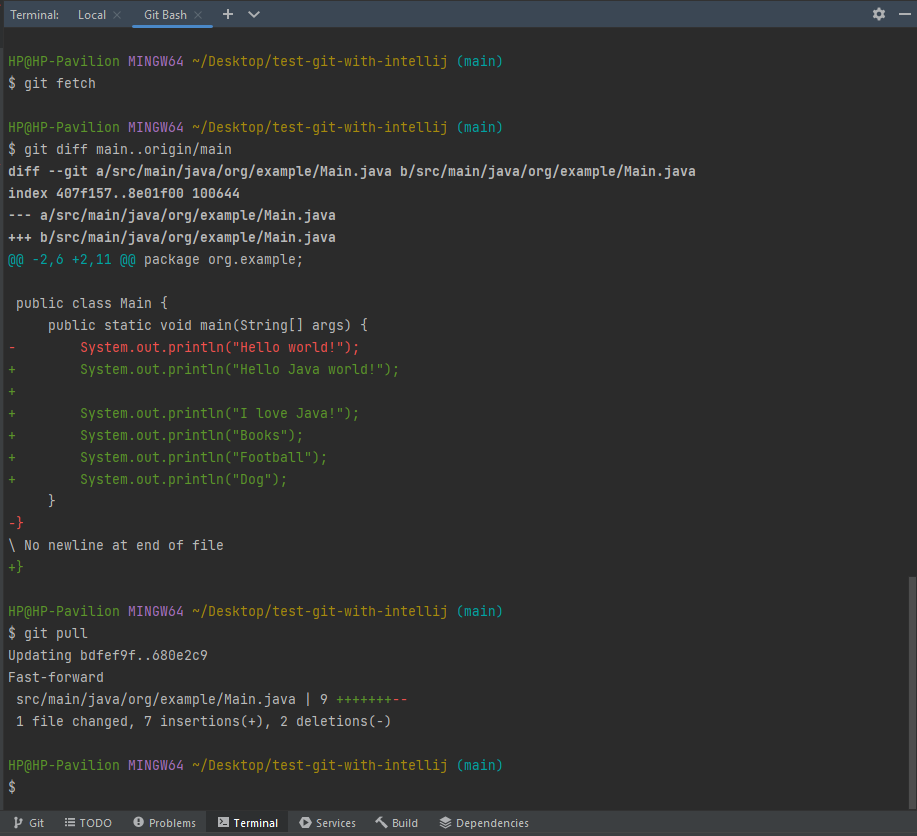 Terminal: Local × Git Bash × +
HP@HP-Pavilion MINGW64 ~/Desktop/test-git-with-intellij (main)
$ git fetch
HP@HP-Pavilion MINGW64 ~/Desktop/test-git-with-intellij (main)
$ git diff main..origin/main
diff --git a/src/main/java/org/example/Main.java b/src/main/java/org/example/Main.java
index 407f157..8e01f00 100644
--- a/src/main/java/org/example/Main.java
+++ b/src/main/java/org/example/Main.java
@@ -2,6 +2,11 @@ package org.example;
 public class Main {
     public static void main(String[] args) {
-        System.out.println("Hello world!");
+        System.out.println("Hello Java world!");
+
+        System.out.println("I love Java!");
+        System.out.println("Books");
+        System.out.println("Football");
+        System.out.println("Dog");
     }
-}
\ No newline at end of file
+}
HP@HP-Pavilion MINGW64 ~/Desktop/test-git-with-intellij (main)
$ git pull
Updating bdfef9f..680e2c9
Fast-forward
 src/main/java/org/example/Main.java | 9 +++++++--
 1 file changed, 7 insertions(+), 2 deletions(-)
HP@HP-Pavilion MINGW64 ~/Desktop/test-git-with-intellij (main)
$
Git TODO Problems Terminal Services Build Dependencies